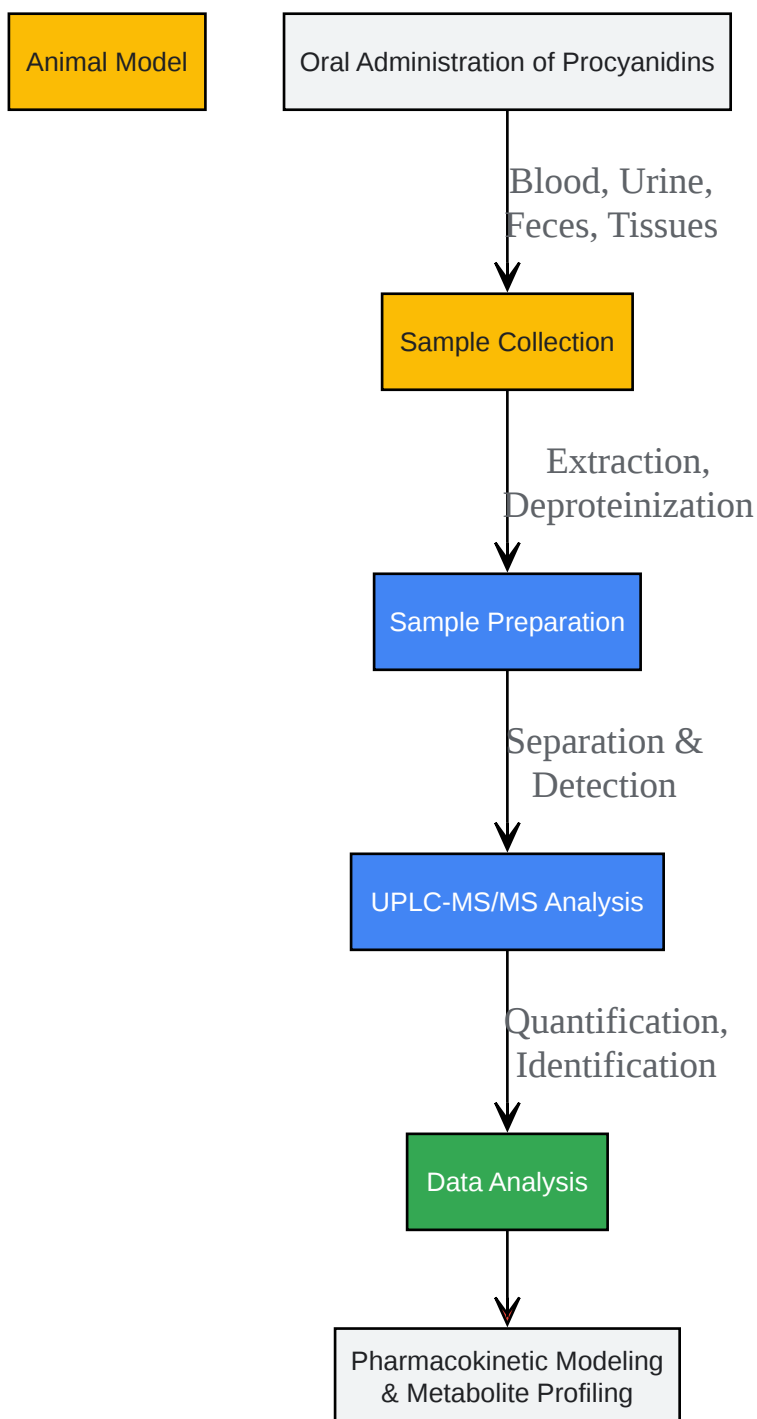 Animal Model
Oral Administration of Procyanidins
Blood, Urine,
Feces, Tissues
Sample Collection
Extraction,
Deproteinization
Sample Preparation
Separation &
Detection
UPLC-MS/MS Analysis
Quantification,
Identification
Data Analysis
Pharmacokinetic Modeling
& Metabolite Profiling